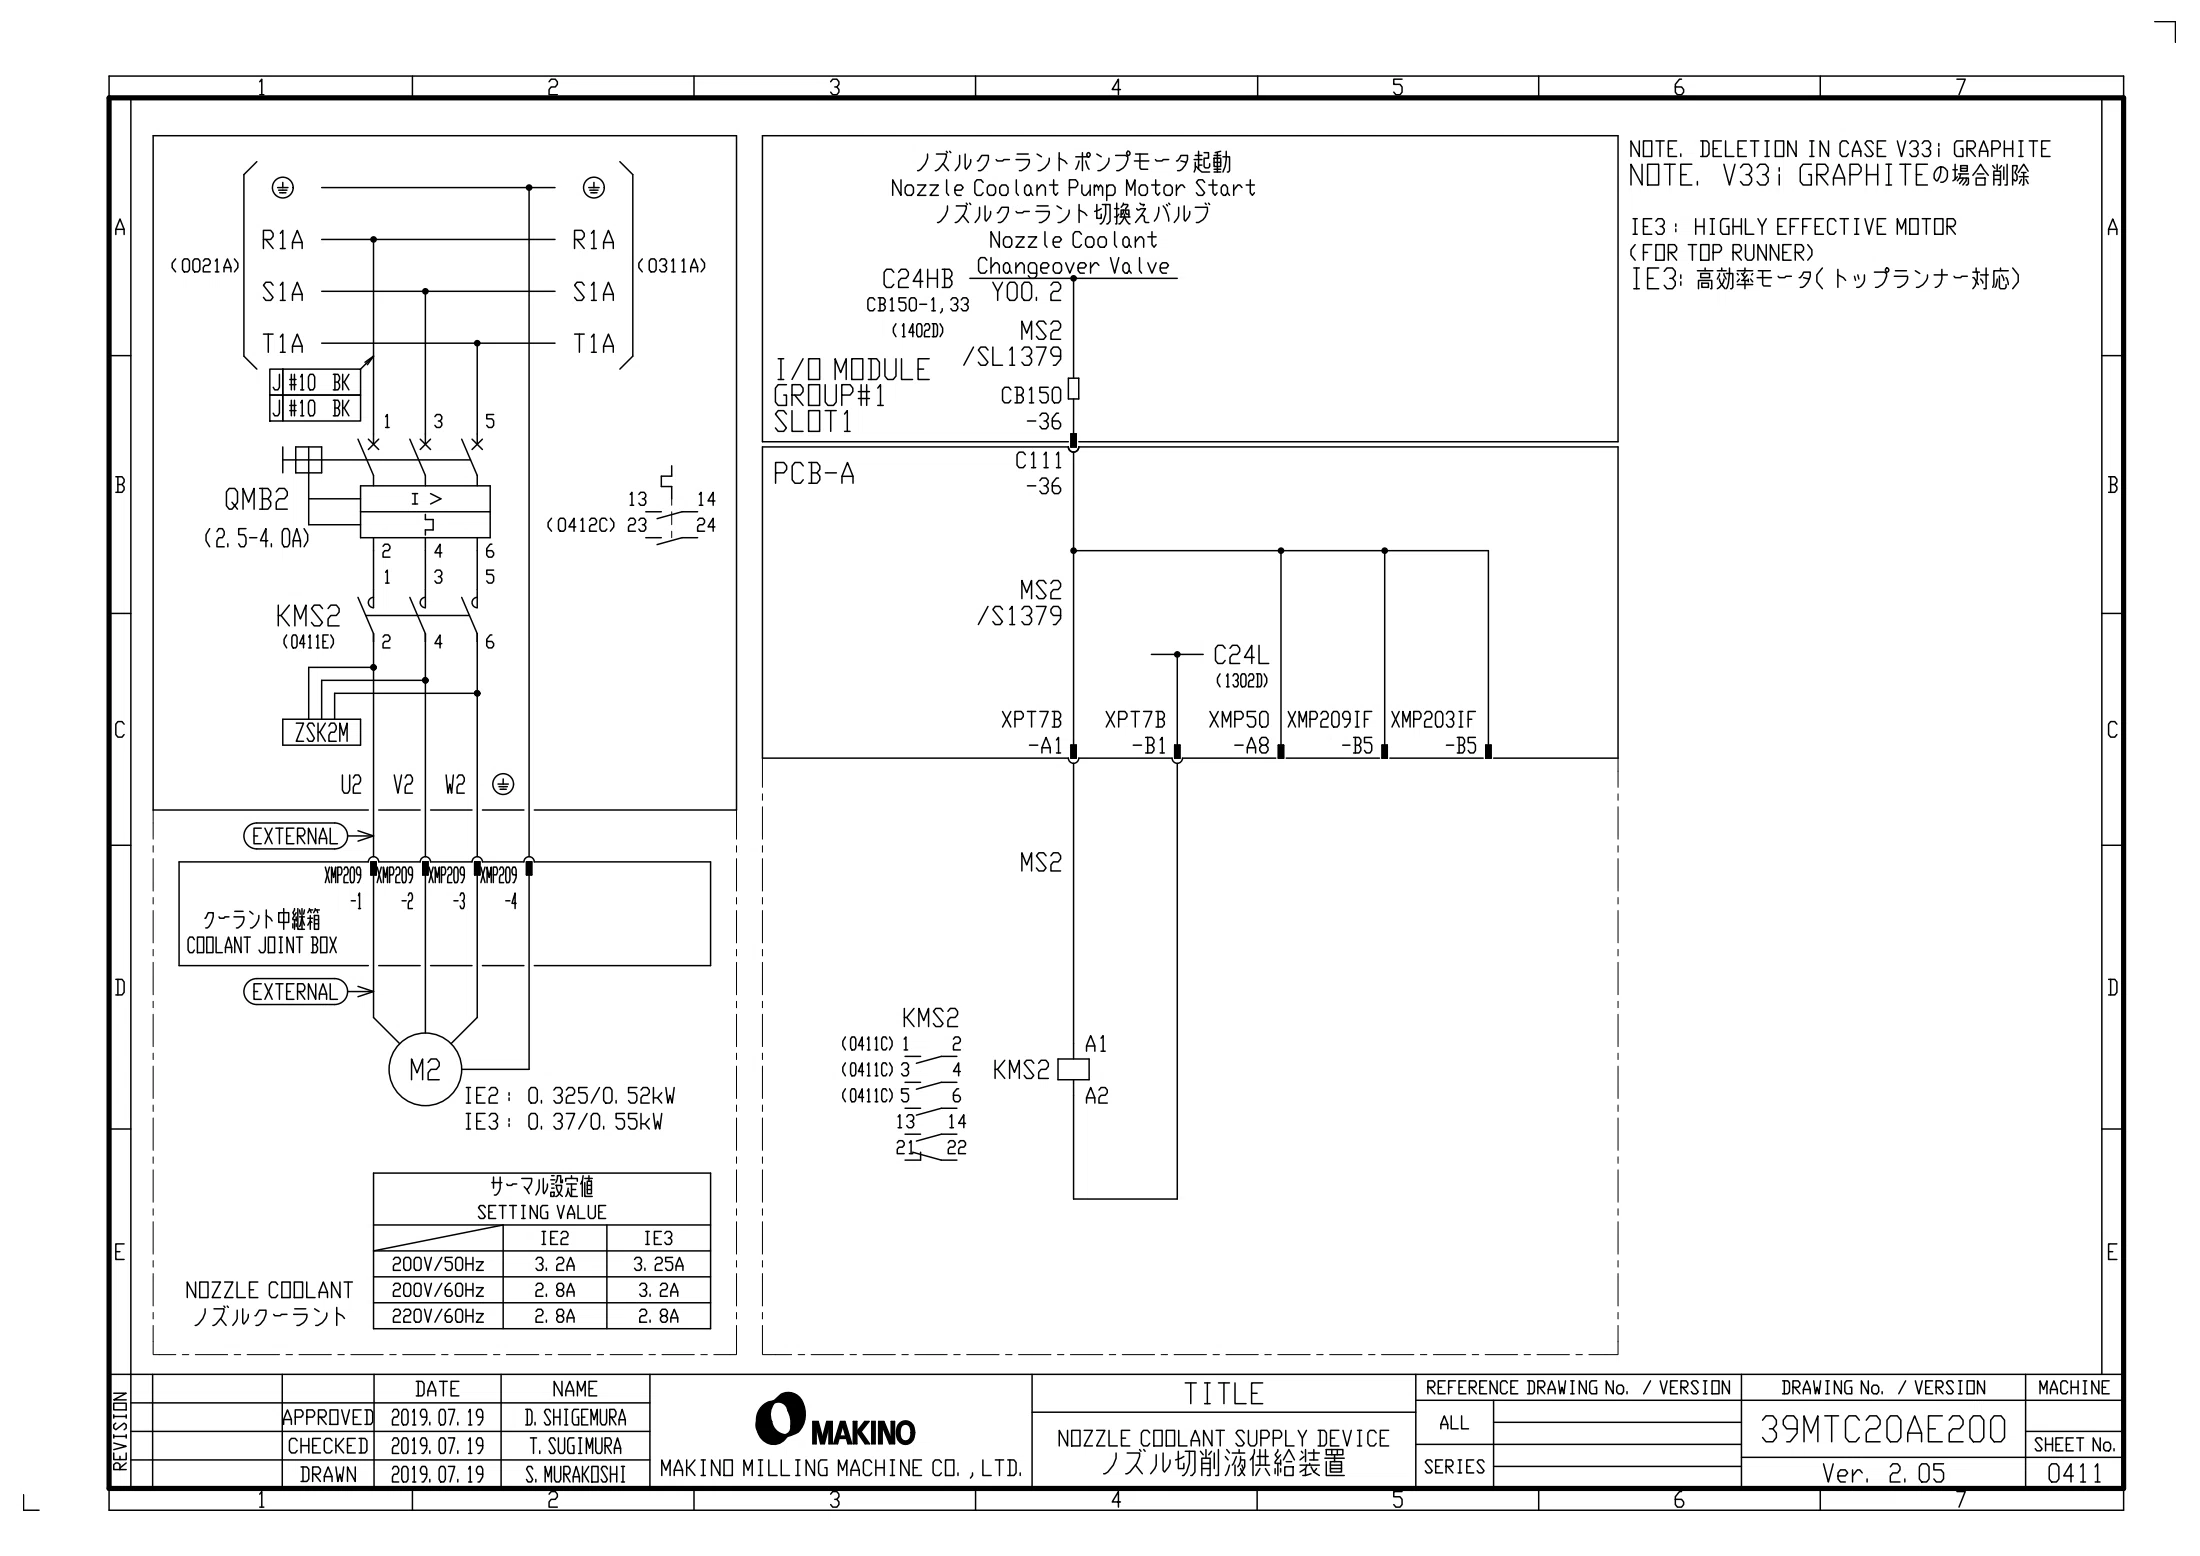 1 2 3 4 5 6 7
A
B
C
D
E
R1A R1A
(0021A) (0311A)
S1A S1A
T1A T1A
J #10 BK
J #10 BK
1 3 5
QMB2
(2.5-4.0A)
I >
2 4 6
13 14
(0412C) 23 24
1 3 5
KMS2
(0411E)
2 4 6
ZSK2M
U2 V2 W2
EXTERNAL
XMP209 XMP209 XMP209 XMP209
-1 -2 -3 -4
クーラント中継箱
COOLANT JOINT BOX
EXTERNAL
M2
IE2: 0.325/0.52kW
IE3: 0.37/0.55kW
サーマル設定値
SETTING VALUE
IE2 IE3
200V/50Hz 3.2A 3.25A
200V/60Hz 2.8A 3.2A
220V/60Hz 2.8A 2.8A
NOZZLE COOLANT
ノズルクーラント
ノズルクーラントポンプモータ起動
Nozzle Coolant Pump Motor Start
ノズルクーラント切換えバルブ
Nozzle Coolant
Changeover Valve
C24HB
Y00.2
CB150-1,33
(1402D)
MS2
/SL1379
I/O MODULE
GROUP#1
SLOT1
CB150
-36
PCB-A
C111
-36
MS2
/S1379
C24L
(1302D)
XPT7B XPT7B XMP50 XMP209IF XMP203IF
-A1 -B1 -A8 -B5 -B5
MS2
KMS2
(0411C) 1 2
(0411C) 3 4
(0411C) 5 6
13 14
21 22
KMS2
A1
A2
NOTE. DELETION IN CASE V33i GRAPHITE
NOTE. V33i GRAPHITEの場合削除
IE3: HIGHLY EFFECTIVE MOTOR
(FOR TOP RUNNER)
IE3: 高効率モータ(トップランナー対応)
A
B
C
D
E
REVISION
DATE NAME
APPROVED 2019.07.19 D. SHIGEMURA
CHECKED 2019.07.19 T. SUGIMURA
DRAWN 2019.07.19 S. MURAKOSHI
MAKINO
MAKINO MILLING MACHINE CO.,LTD.
TITLE
NOZZLE COOLANT SUPPLY DEVICE
ノズル切削液供給装置
REFERENCE DRAWING No. / VERSION
ALL
SERIES
DRAWING No. / VERSION
39MTC20AE200
Ver. 2.05
MACHINE
SHEET No.
0411
1 2 3 4 5 6 7